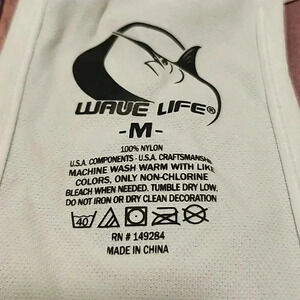 WAVE LIFE®
-M-
100% NYLON
U.S.A. COMPONENTS - U.S.A. CRAFTSMANSHIP
MACHINE WASH WARM WITH LIKE
COLORS, ONLY NON-CHLORINE
BLEACH WHEN NEEDED. TUMBLE DRY LOW.
DO NOT IRON OR DRY CLEAN DECORATION
40
RN # 149284
MADE IN CHINA